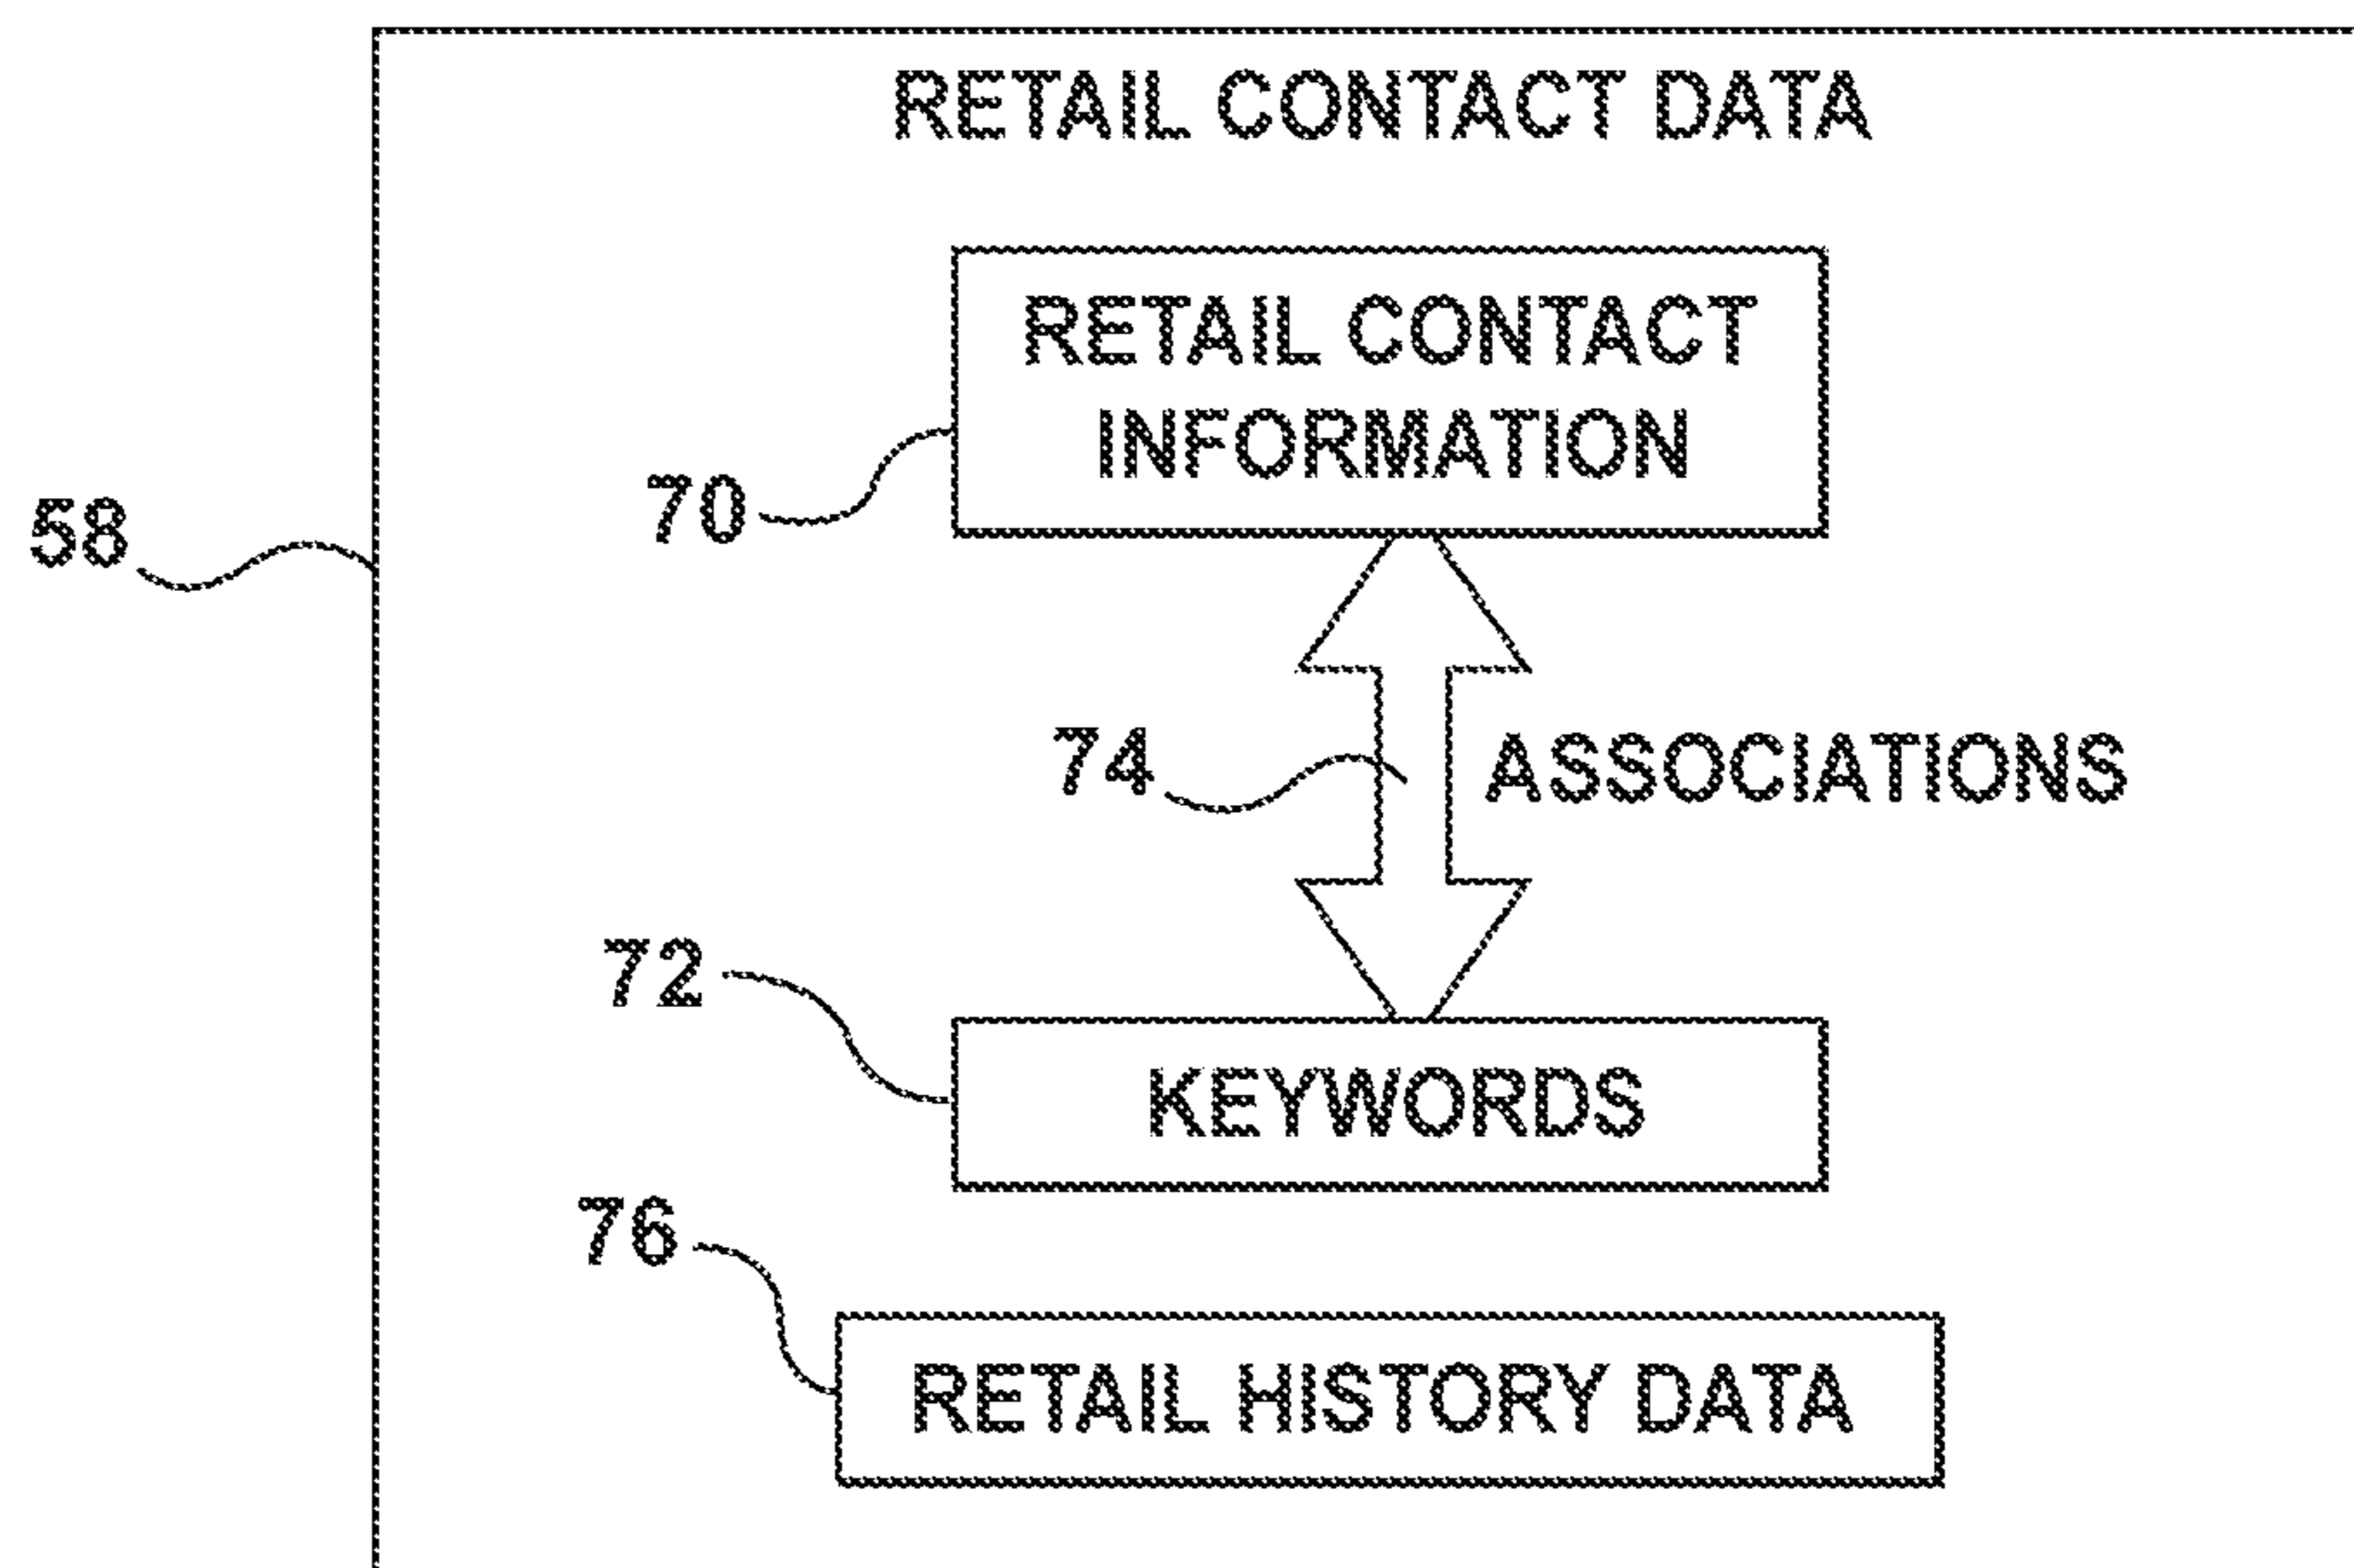 RETAIL CONTACT DATA
RETAIL CONTACT
INFORMATION
70
58
74
ASSOCIATIONS
72
KEYWORDS
76
RETAIL HISTORY DATA